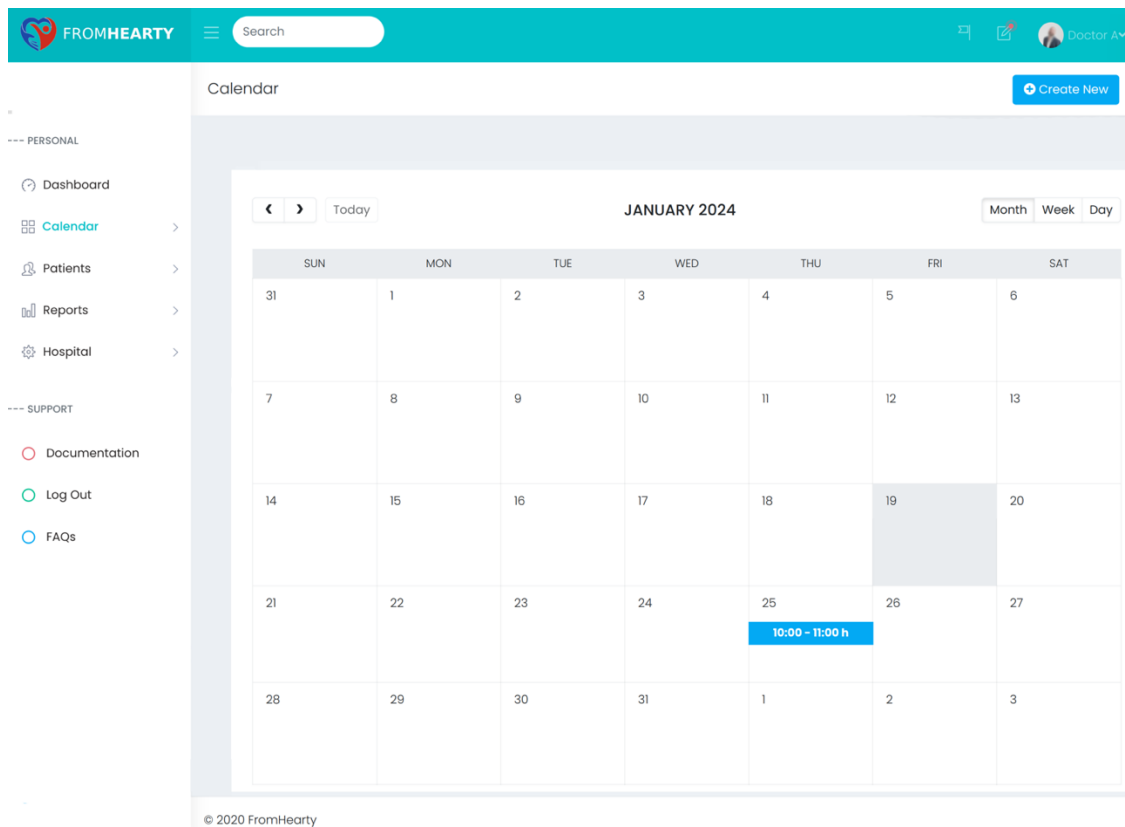 FROMHEARTY
Search
Doctor A
Calendar
Create New
--- PERSONAL
Dashboard
Calendar
Patients
Reports
Hospital
--- SUPPORT
Documentation
Log Out
FAQs
Today
JANUARY 2024
Month Week Day
SUN MON TUE WED THU FRI SAT
31 1 2 3 4 5 6
7 8 9 10 11 12 13
14 15 16 17 18 19 20
21 22 23 24 25 26 27
10:00 - 11:00 h
28 29 30 31 1 2 3
© 2020 FromHearty